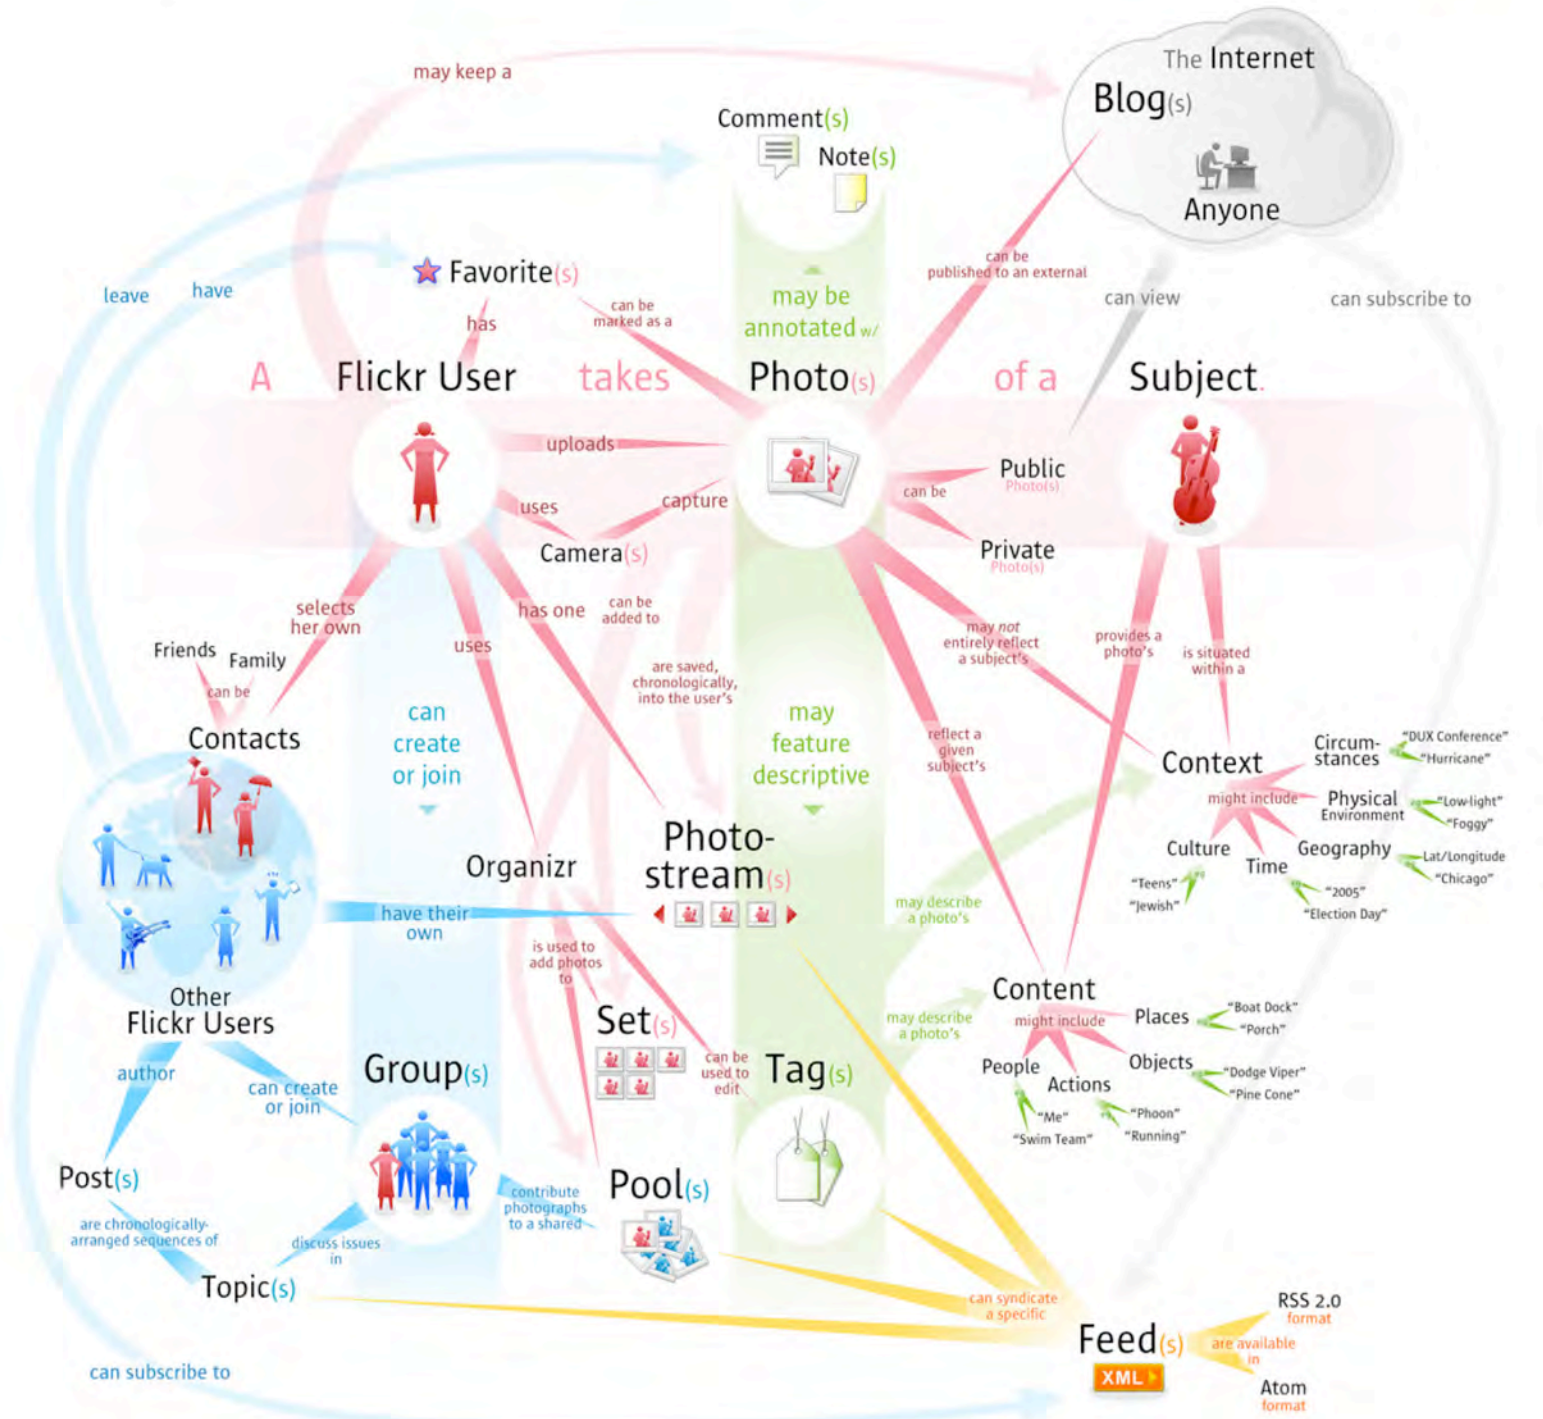 may keep a
The Internet
Blog(s)
Anyone
Comment(s)
Note(s)
leave
have
Favorite(s)
has
can be
marked as a
may be
annotated w/
can be
published to an external
can view
can subscribe to
A Flickr User takes Photo(s) of a Subject.
uploads
uses
capture
Camera(s)
can be
Public
Photo(s)
Private
Photo(s)
selects
her own
Friends
Family
can be
Contacts
uses
has one
can be
added to
are saved,
chronologically,
into the user's
can
create
or join
may
feature
descriptive
may not
entirely reflect
a subject's
provides a
photo's
is situated
within a
reflect a
given
subject's
Context
might include
Circum-
stances
"DUX Conference"
"Hurricane"
Physical
Environment
"Low-light"
"Foggy"
Geography
Lat/Longitude
"Chicago"
Culture
"Teens"
"Jewish"
Time
"2005"
"Election Day"
Organizr
Photo-
stream(s)
have their
own
may describe
a photo's
is used to
add photos
to
Other
Flickr Users
author
can create
or join
Group(s)
Set(s)
can be
used to
edit
Tag(s)
may describe
a photo's
Content
might include
Places
"Boat Dock"
"Porch"
Objects
"Dodge Viper"
"Pine Cone"
People
"Me"
"Swim Team"
Actions
"Phoon"
"Running"
Post(s)
are chronologically-
arranged sequences of
discuss issues
in
Topic(s)
contribute
photographs
to a shared
Pool(s)
can syndicate
a specific
Feed(s)
XML
are available
in
RSS 2.0
format
Atom
format
can subscribe to